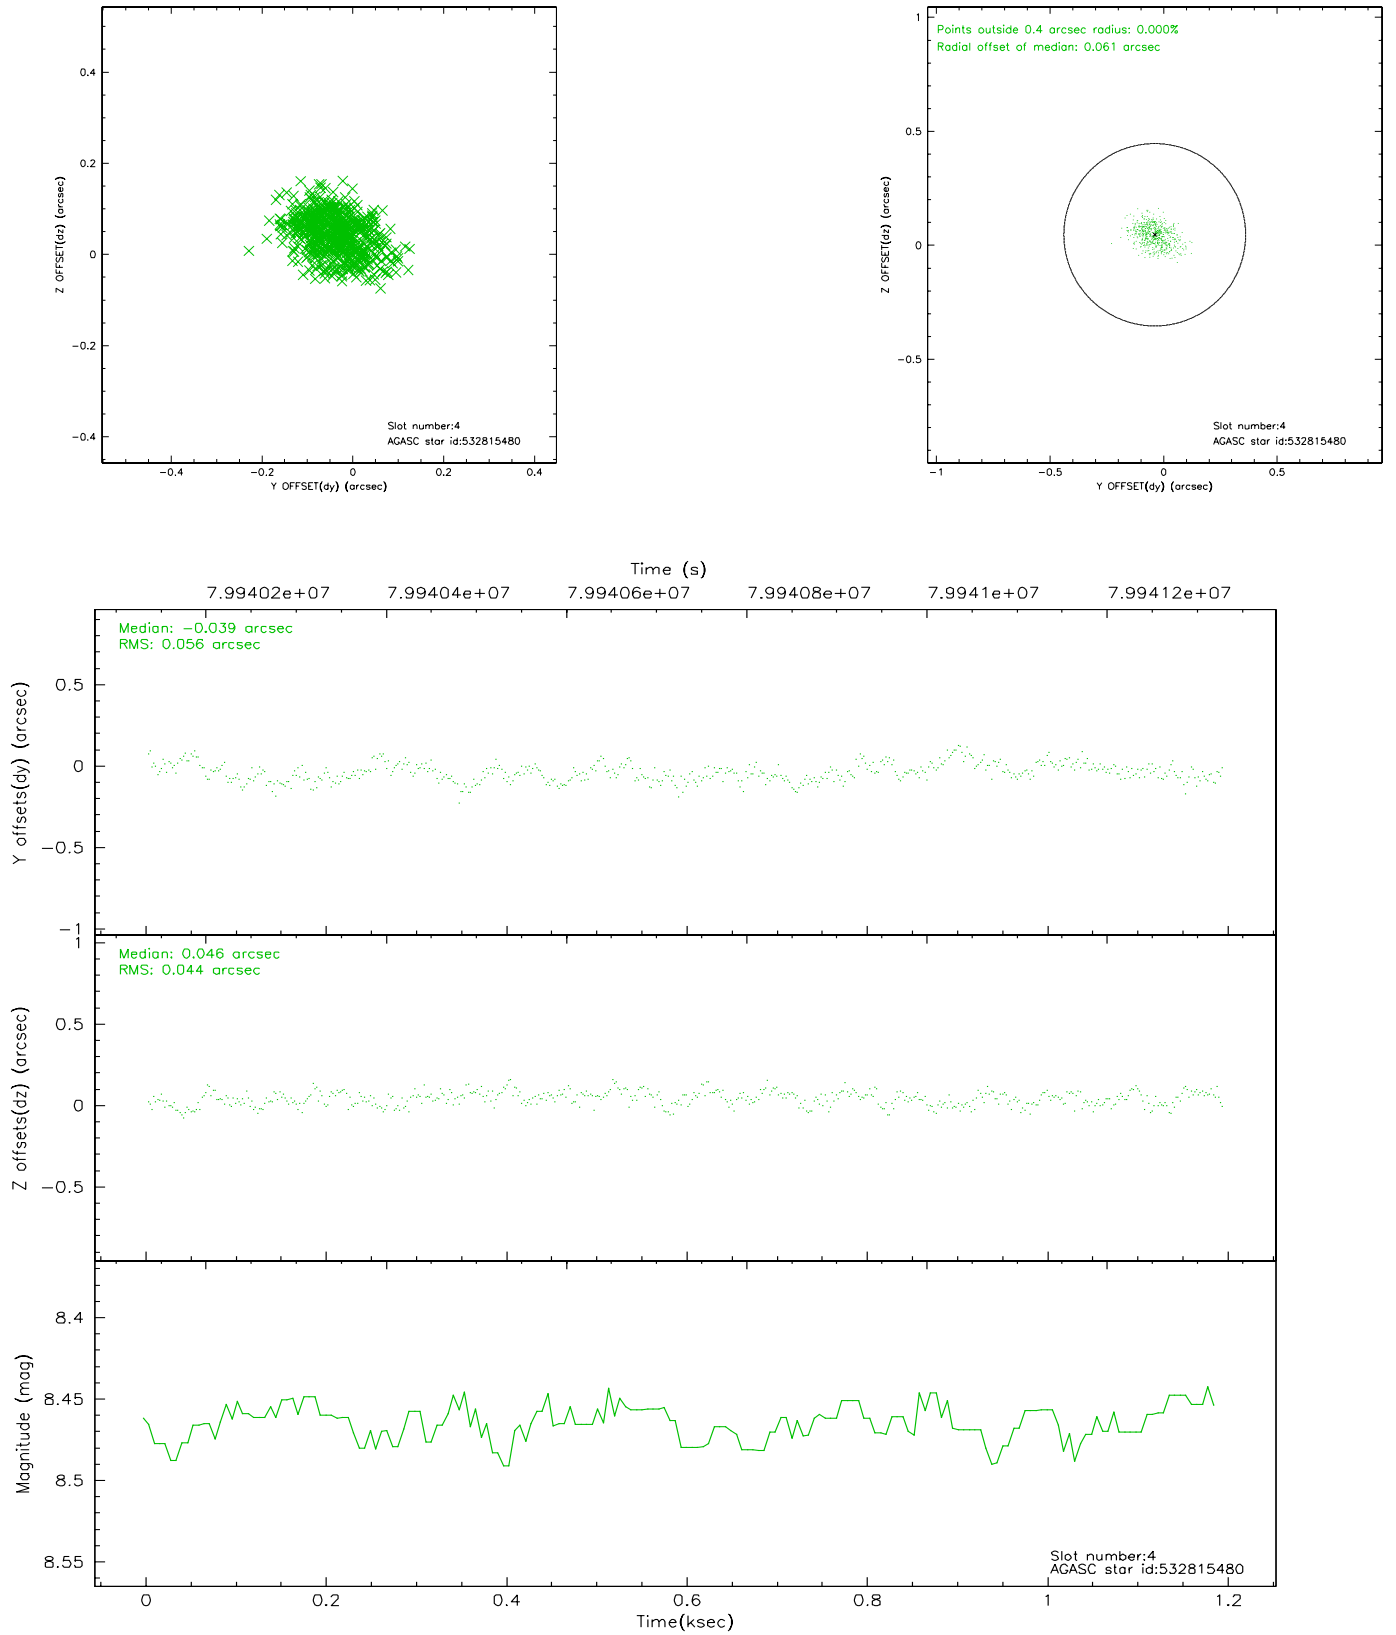 0.4
0.2
0
-0.2
-0.4
Z OFFSET(dz) (arcsec)
Slot number:4
AGASC star id:532815480
-0.4 -0.2 0 0.2 0.4
Y OFFSET(dy) (arcsec)
Points outside 0.4 arcsec radius: 0.000%
Radial offset of median: 0.061 arcsec
1
0.5
0
-0.5
Z OFFSET(dz) (arcsec)
Slot number:4
AGASC star id:532815480
-1 -0.5 0 0.5
Y OFFSET(dy) (arcsec)
Time (s)
7.99402e+07 7.99404e+07 7.99406e+07 7.99408e+07 7.9941e+07 7.99412e+07
Median: -0.039 arcsec
RMS: 0.056 arcsec
0.5
0
-0.5
-1
Y offsets(dy) (arcsec)
Median: 0.046 arcsec
RMS: 0.044 arcsec
1
0.5
0
-0.5
Z offsets(dz) (arcsec)
8.4
8.45
8.5
8.55
Magnitude (mag)
Slot number:4
AGASC star id:532815480
0 0.2 0.4 0.6 0.8 1 1.2
Time(ksec)